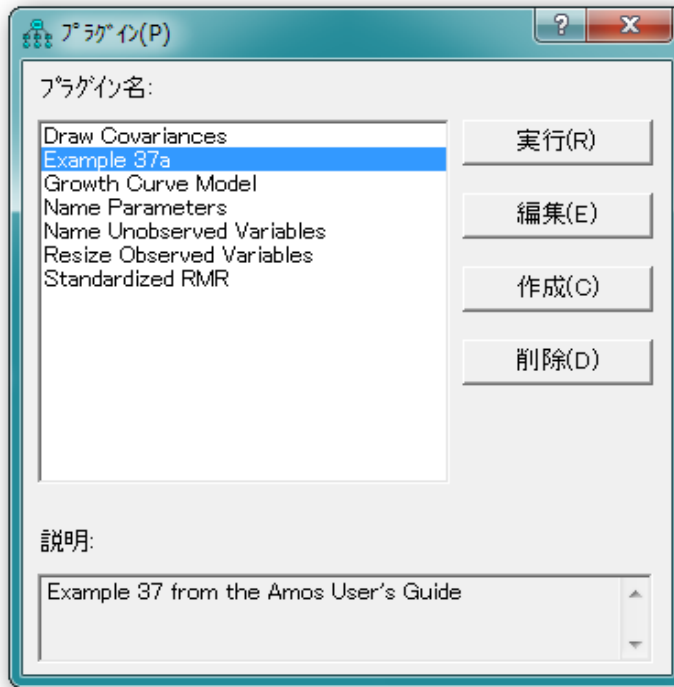 ﾌﾟﾗｸﾞｲﾝ(P)
プラグイン名:
Draw Covariances
Example 37a
Growth Curve Model
Name Parameters
Name Unobserved Variables
Resize Observed Variables
Standardized RMR
実行(R)
編集(E)
作成(C)
削除(D)
説明:
Example 37 from the Amos User's Guide